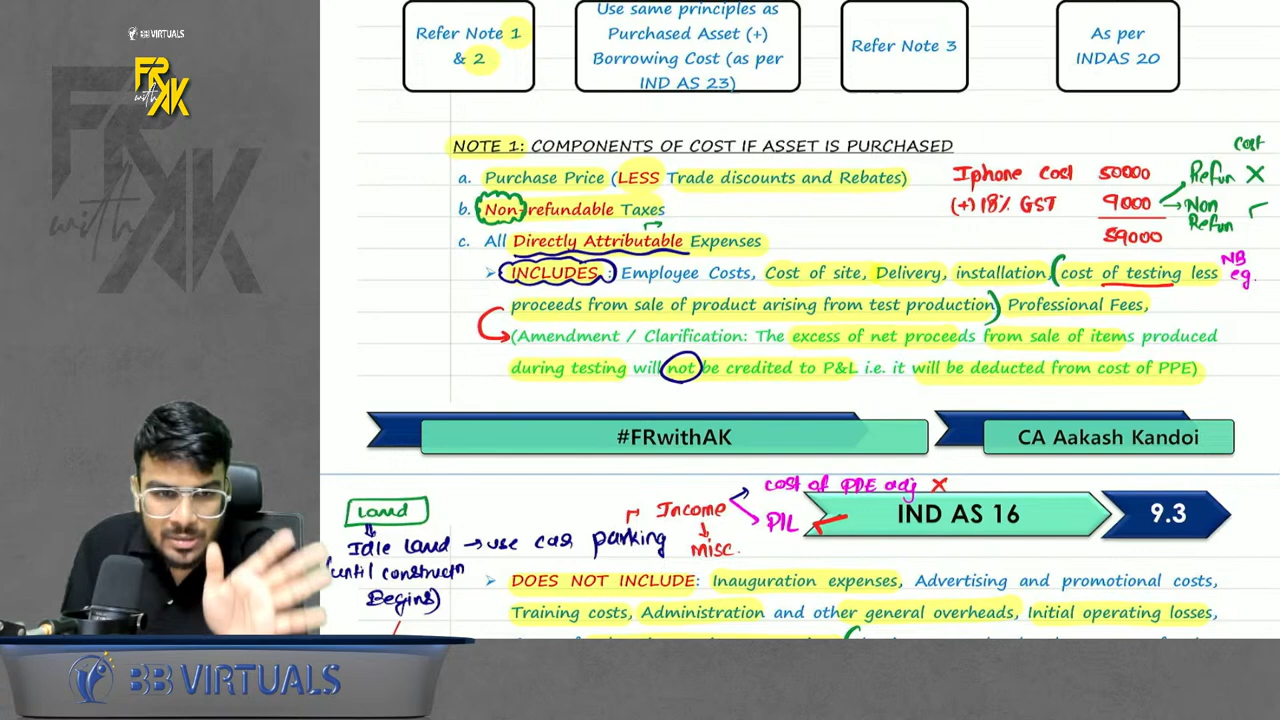 BB VIRTUALS
FR
with
AK
Refer Note 1
& 2
Use same principles as
Purchased Asset (+)
Borrowing Cost (as per
IND AS 23)
Refer Note 3
As per
INDAS 20
NOTE 1: COMPONENTS OF COST IF ASSET IS PURCHASED
a. Purchase Price (LESS Trade discounts and Rebates)
b. Non-refundable Taxes
c. All Directly Attributable Expenses
➢ INCLUDES : Employee Costs, Cost of site, Delivery, installation, (cost of testing less
proceeds from sale of product arising from test production) Professional Fees,
(Amendment / Clarification: The excess of net proceeds from sale of items produced
during testing will not be credited to P&L i.e. it will be deducted from cost of PPE)
Cost
Iphone cost 50000 Refun X
(+) 18% GST 9000 → Non
Refun
59000
NB
eg.
#FRwithAK
CA Aakash Kandoi
IND AS 16
9.3
Land
Idle land → use car parking
(until constructn
Begins)
Income
misc.
cost of PPE adj X
P/L
➢ DOES NOT INCLUDE: Inauguration expenses, Advertising and promotional costs,
Training costs, Administration and other general overheads, Initial operating losses,
BB VIRTUALS